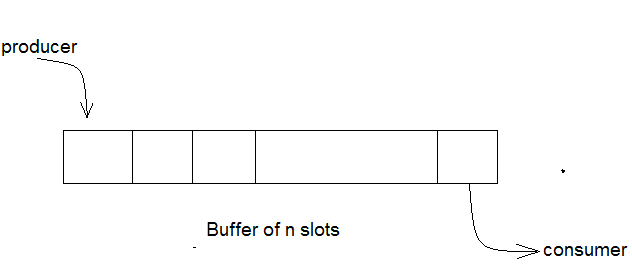 producer
Buffer of n slots
consumer